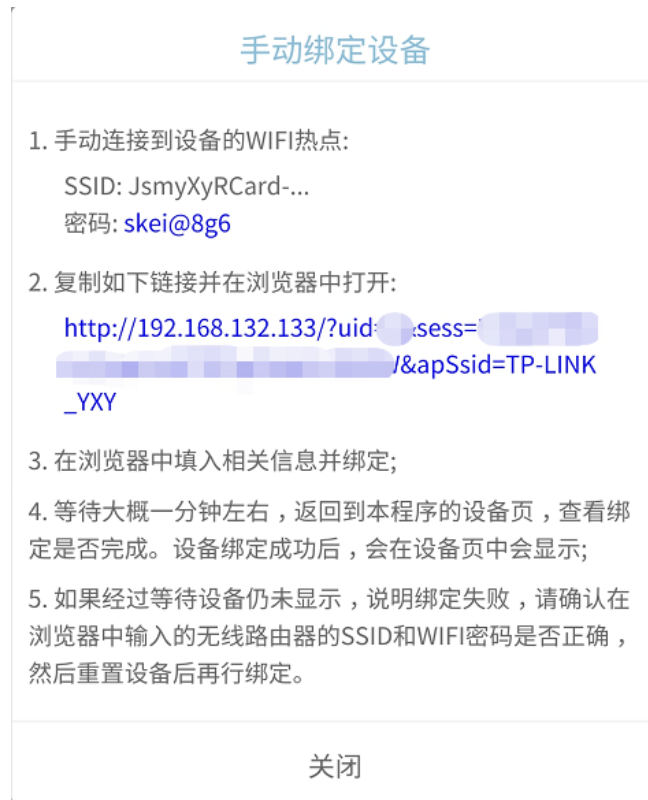 手动绑定设备
1. 手动连接到设备的WIFI热点:
SSID: JsmyXyRCard-...
密码: skei@8g6
2. 复制如下链接并在浏览器中打开:
http://192.168.132.133/?uid= &sess=
/&apSsid=TP-LINK
_YXY
3. 在浏览器中填入相关信息并绑定;
4. 等待大概一分钟左右，返回到本程序的设备页，查看绑
定是否完成。设备绑定成功后，会在设备页中会显示;
5. 如果经过等待设备仍未显示，说明绑定失败，请确认在
浏览器中输入的无线路由器的SSID和WIFI密码是否正确，
然后重置设备后再行绑定。
关闭